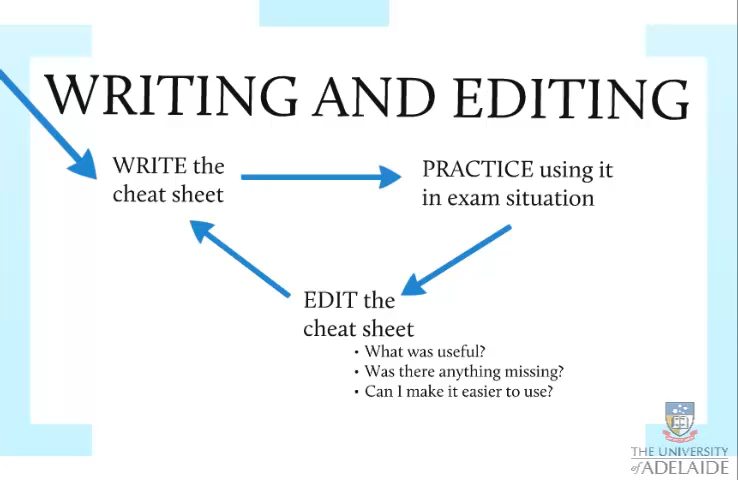 WRITING AND EDITING
WRITE the
cheat sheet
PRACTICE using it
in exam situation
EDIT the
cheat sheet
• What was useful?
• Was there anything missing?
• Can I make it easier to use?
THE UNIVERSITY
of ADELAIDE